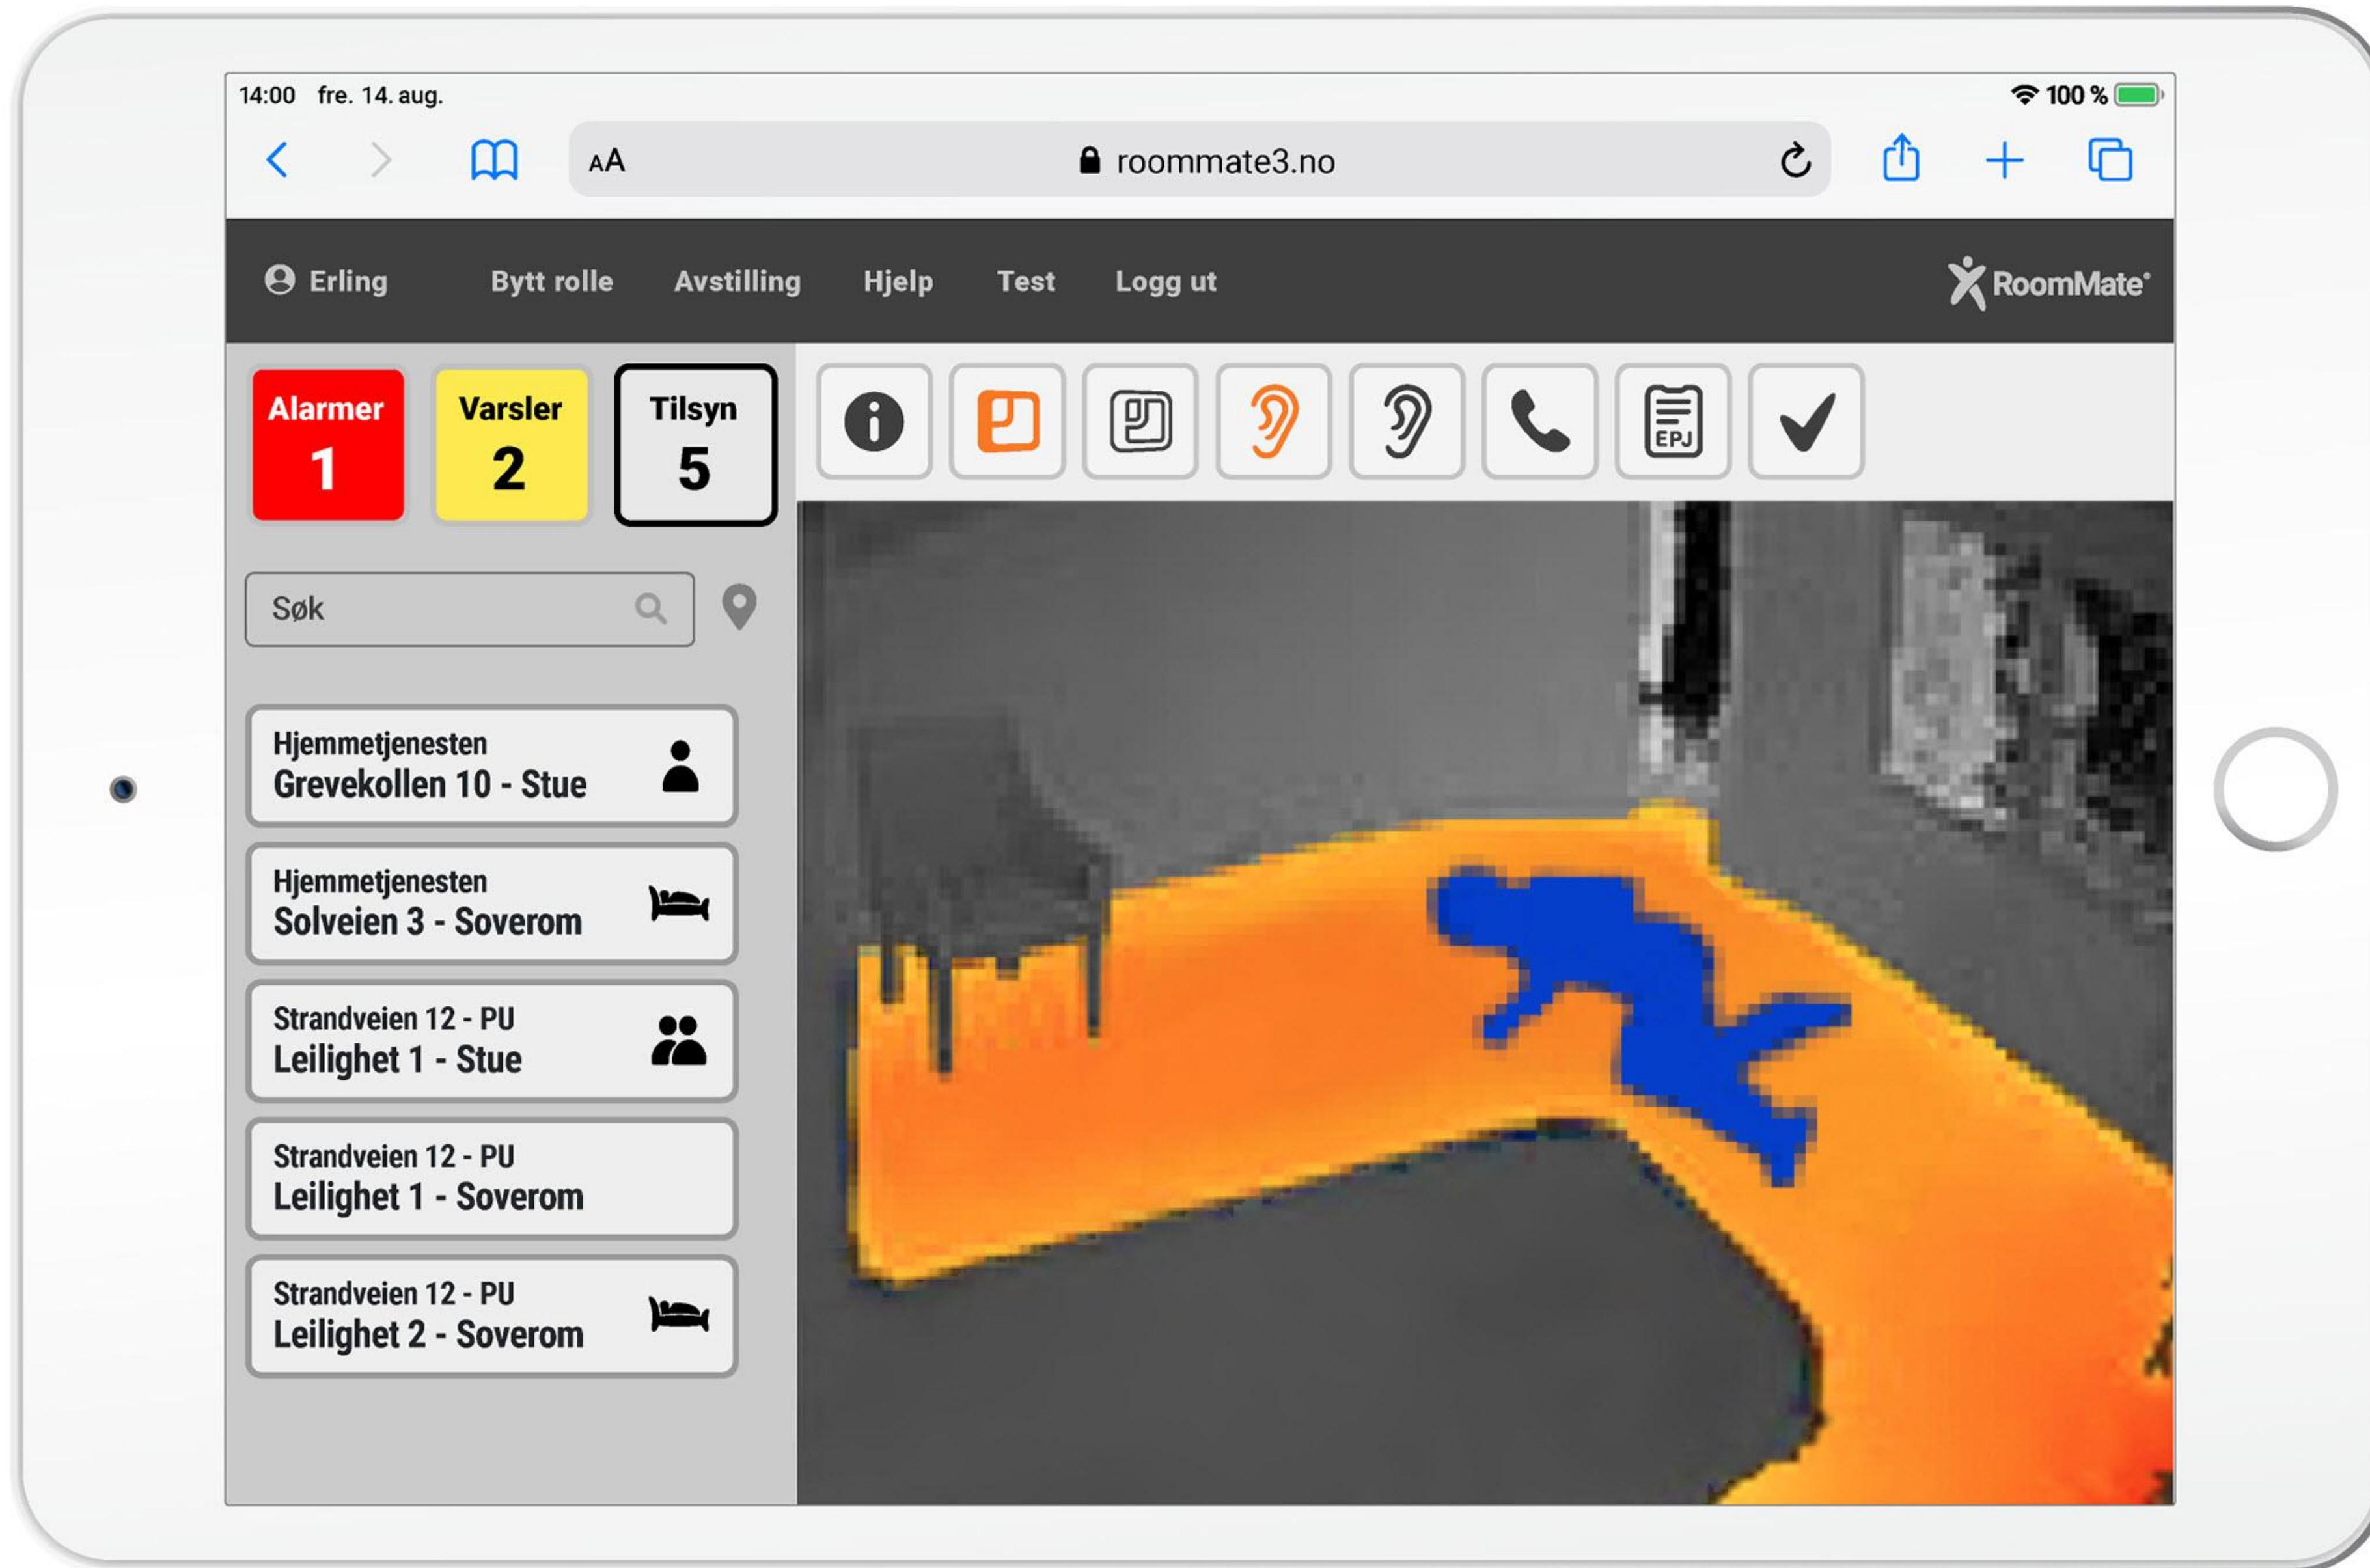 14:00 fre. 14. aug.
100 %
AA
roommate3.no
Erling Bytt rolle Avstilling Hjelp Test Logg ut
RoomMate
Alarmer
1
Varsler
2
Tilsyn
5
EPJ
Søk
Hjemmetjenesten
Grevekollen 10 - Stue
Hjemmetjenesten
Solveien 3 - Soverom
Strandveien 12 - PU
Leilighet 1 - Stue
Strandveien 12 - PU
Leilighet 1 - Soverom
Strandveien 12 - PU
Leilighet 2 - Soverom